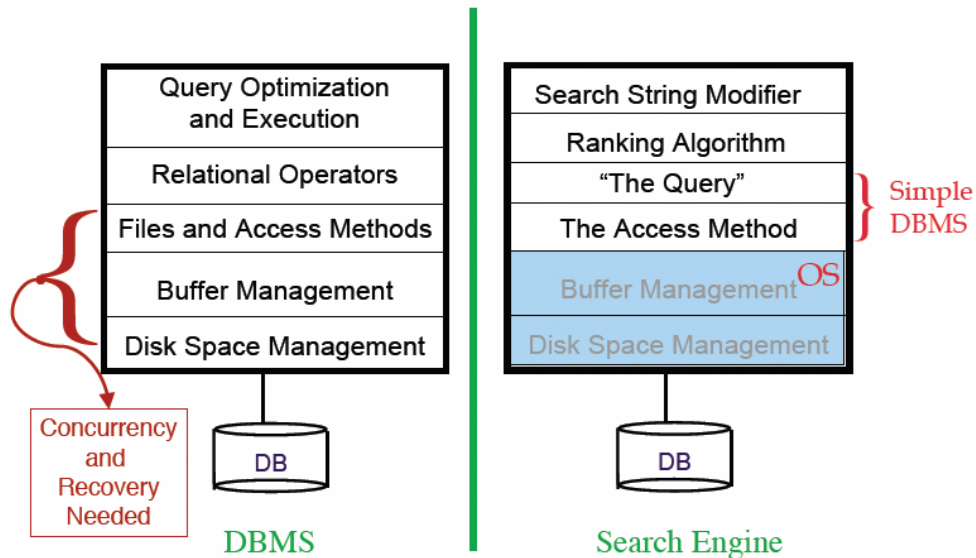 Query Optimization
and Execution
Relational Operators
Files and Access Methods
Buffer Management
Disk Space Management
Concurrency
and
Recovery
Needed
DB
DBMS
Search String Modifier
Ranking Algorithm
“The Query”
The Access Method
Simple
DBMS
OS
Buffer Management
Disk Space Management
DB
Search Engine